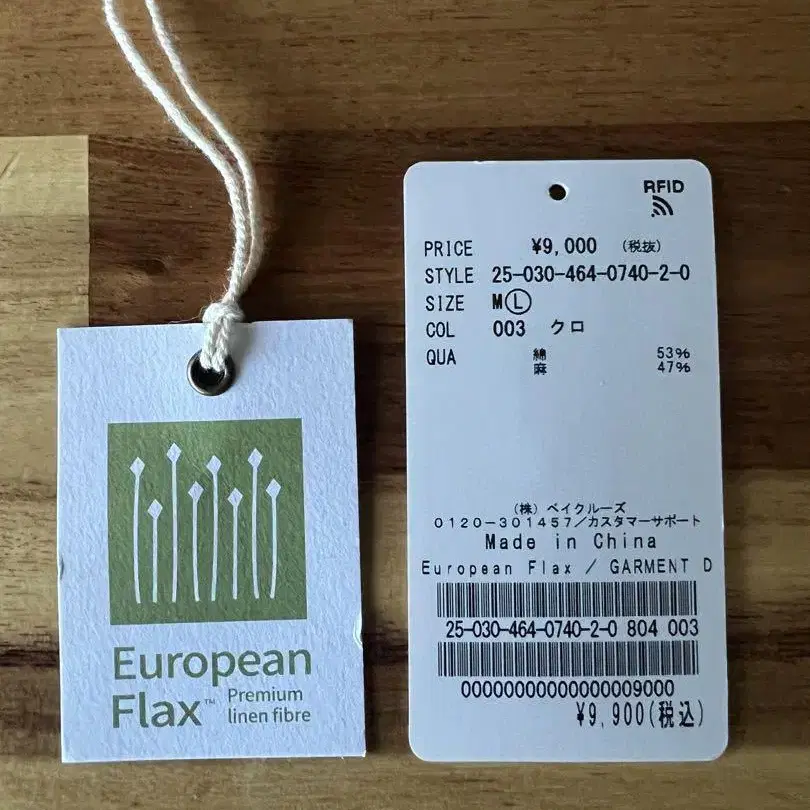 European
Flax™ Premium
linen fibre
RFID
PRICE ¥9,000 (税抜)
STYLE 25-030-464-0740-2-0
SIZE M Ⓛ
COL 003 クロ
QUA 綿 53%
麻 47%
(株) ベイクルーズ
0120-301457/カスタマーサポート
Made in China
European Flax / GARMENT D
25-030-464-0740-2-0 804 003
00000000000000009000
¥9,900(税込)